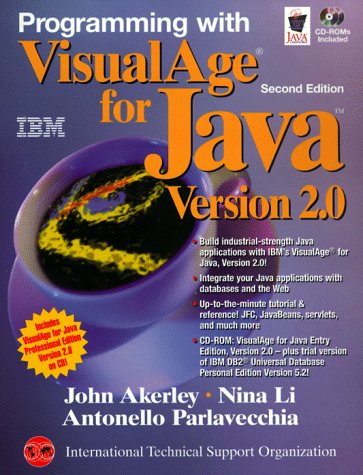 Programming with
VisualAge®
for Java™
Second Edition
Version 2.0
JAVA
CD-ROMs
Included
IBM
• Build industrial-strength Java
applications with IBM's VisualAge® for
Java, Version 2.0!
• Integrate your Java applications with
databases and the Web
• Up-to-the-minute tutorial &
reference! JFC, JavaBeans, servlets,
and much more
• CD-ROM: VisualAge for Java Entry
Edition, Version 2.0 – plus trial version
of IBM DB2® Universal Database
Personal Edition Version 5.2!
Includes
VisualAge for Java
Professional Edition
Version 2.0
on CD!
John Akerley • Nina Li
Antonello Parlavecchia
International Technical Support Organization